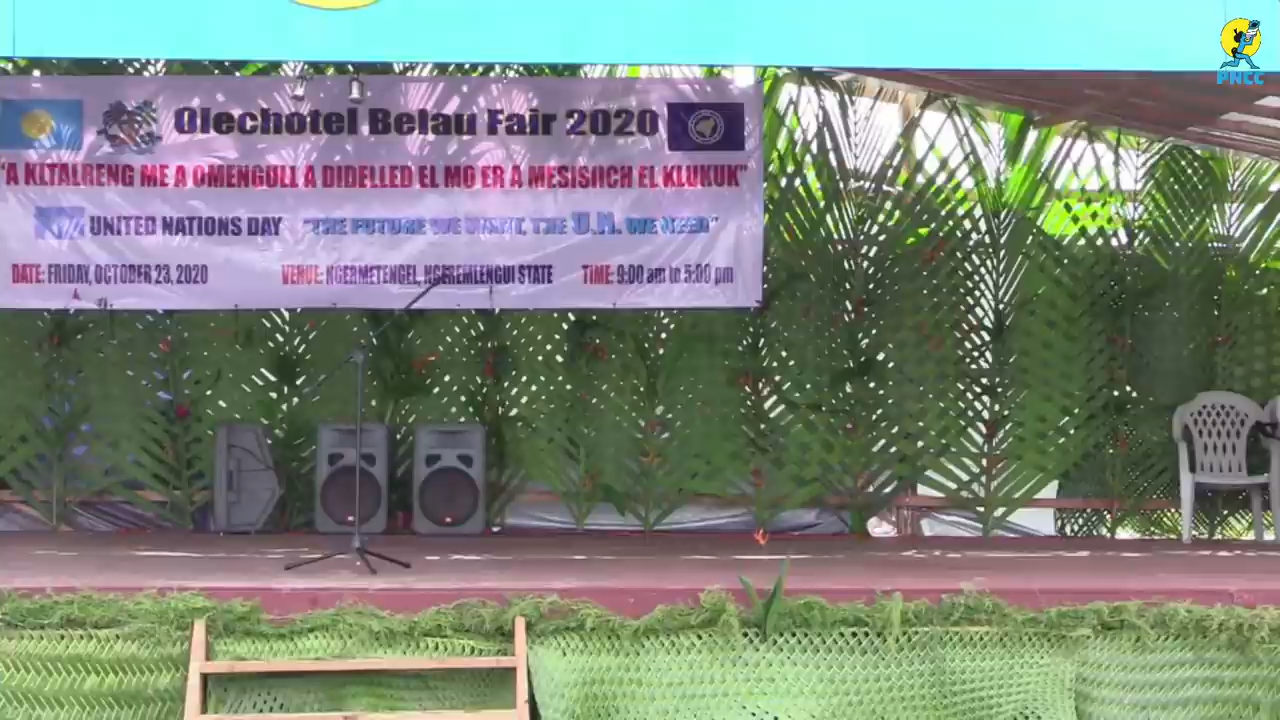 PNCC
Olechotel Belau Fair 2020
"A KLTALRENG ME A OMENGULL A DIDELLED EL MO ER A MESISIICH EL KLUKUK"
UNITED NATIONS DAY "THE FUTURE WE WANT, THE U.N. WE NEED"
DATE: FRIDAY, OCTOBER 23, 2020 VENUE: NGERMETENGEL, NGEREMLENGUI STATE TIME: 9:00 am to 5:00 pm